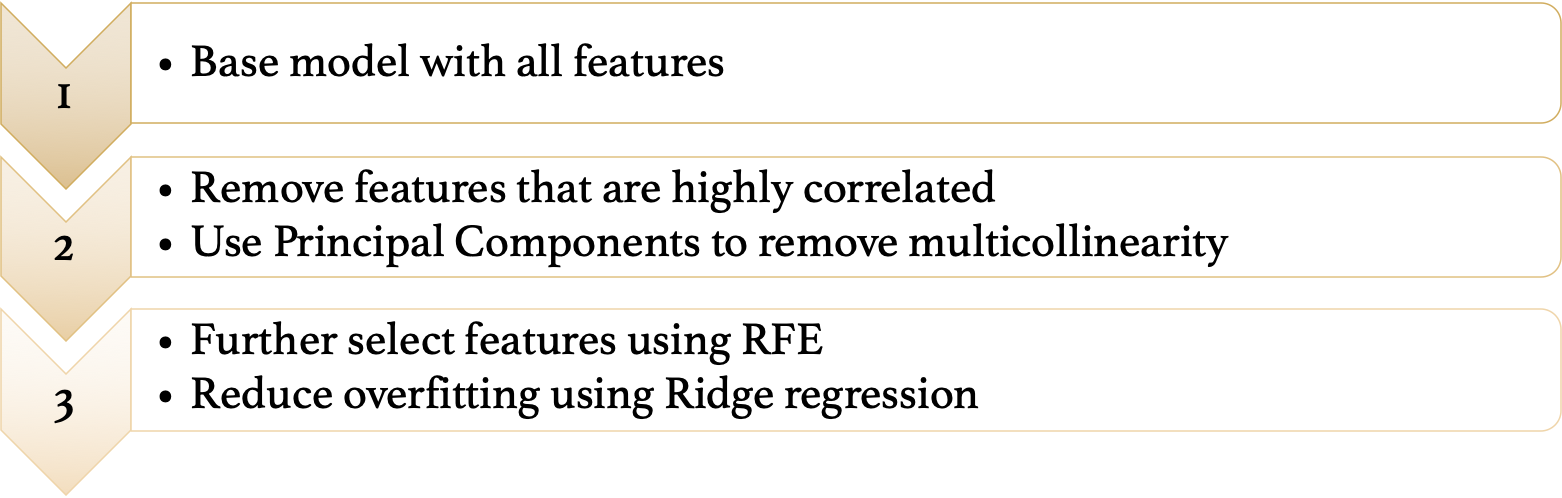 1
• Base model with all features
2
• Remove features that are highly correlated
• Use Principal Components to remove multicollinearity
3
• Further select features using RFE
• Reduce overfitting using Ridge regression